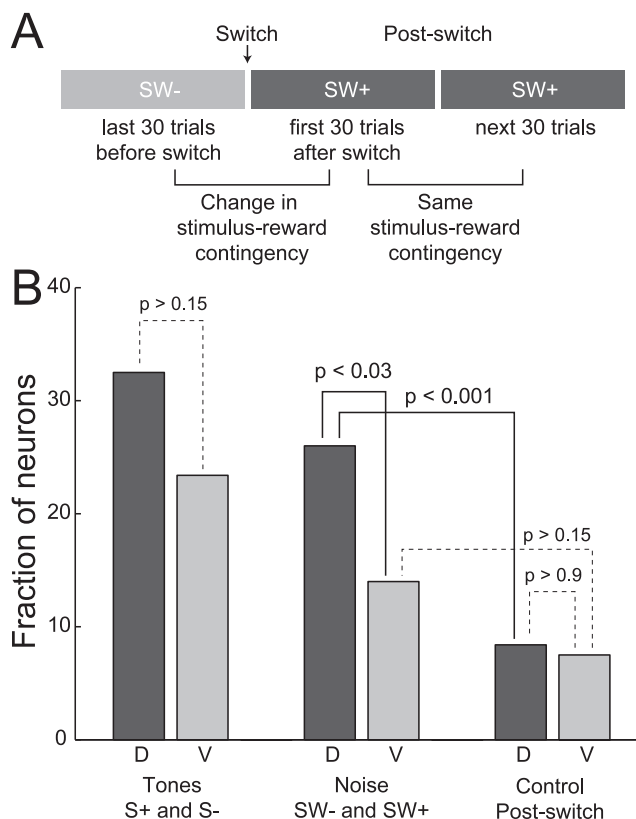 A
Switch
Post-switch
SW-
SW+
SW+
last 30 trials
before switch
first 30 trials
after switch
next 30 trials
Change in
stimulus-reward
contingency
Same
stimulus-reward
contingency
B
Fraction of neurons
40
30
20
10
0
p > 0.15
p < 0.03
p < 0.001
p > 0.15
p > 0.9
D V D V D V
Tones
S+ and S-
Noise
SW- and SW+
Control
Post-switch